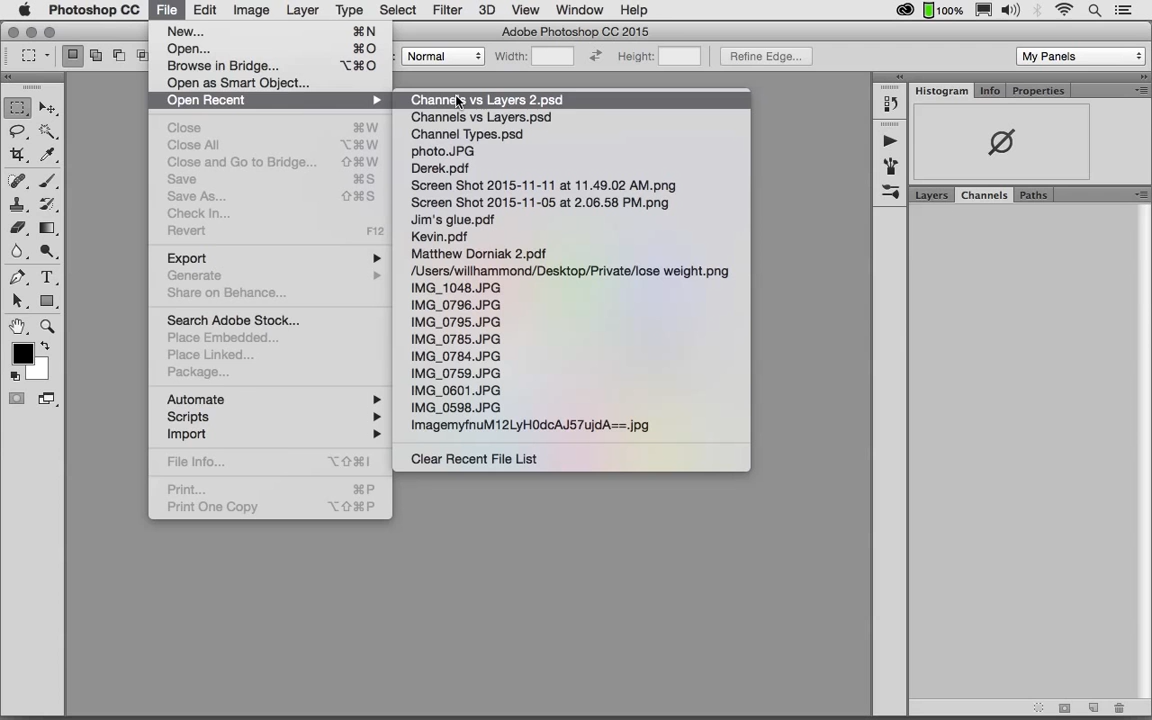 Photoshop CC File Edit Image Layer Type Select Filter 3D View Window Help 100%
Adobe Photoshop CC 2015
Normal Width: Height: Refine Edge... My Panels
New... ⌘N
Open... ⌘O
Browse in Bridge... ⌥⌘O
Open as Smart Object...
Open Recent
Close ⌘W
Close All ⌥⌘W
Close and Go to Bridge... ⇧⌘W
Save ⌘S
Save As... ⇧⌘S
Check In...
Revert F12
Export
Generate
Share on Behance...
Search Adobe Stock...
Place Embedded...
Place Linked...
Package...
Automate
Scripts
Import
File Info... ⌥⇧⌘I
Print... ⌘P
Print One Copy ⌥⇧⌘P
Channels vs Layers 2.psd
Channels vs Layers.psd
Channel Types.psd
photo.JPG
Derek.pdf
Screen Shot 2015-11-11 at 11.49.02 AM.png
Screen Shot 2015-11-05 at 2.06.58 PM.png
Jim's glue.pdf
Kevin.pdf
Matthew Dorniak 2.pdf
/Users/willhammond/Desktop/Private/lose weight.png
IMG_1048.JPG
IMG_0796.JPG
IMG_0795.JPG
IMG_0785.JPG
IMG_0784.JPG
IMG_0759.JPG
IMG_0601.JPG
IMG_0598.JPG
ImagemyfnuM12LyH0dcAJ57ujdA==.jpg
Clear Recent File List
Histogram Info Properties
Layers Channels Paths